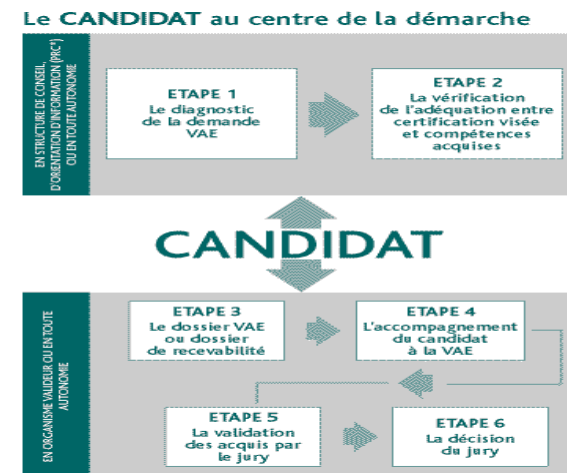 Le CANDIDAT au centre de la démarche
EN STRUCTURE DE CONSEIL,
D'ORIENTATION D'INFORMATION (PRC*)
OU EN TOUTE AUTONOMIE
ETAPE 1
Le diagnostic
de la demande
VAE
ETAPE 2
La vérification
de l'adéquation entre
certification visée
et compétences
acquises
CANDIDAT
EN ORGANISME VALIDEUR OU EN TOUTE
AUTONOMIE
ETAPE 3
Le dossier VAE
ou dossier
de recevabilité
ETAPE 4
L'accompagnement
du candidat
à la VAE
ETAPE 5
La validation
des acquis par
le jury
ETAPE 6
La décision
du jury